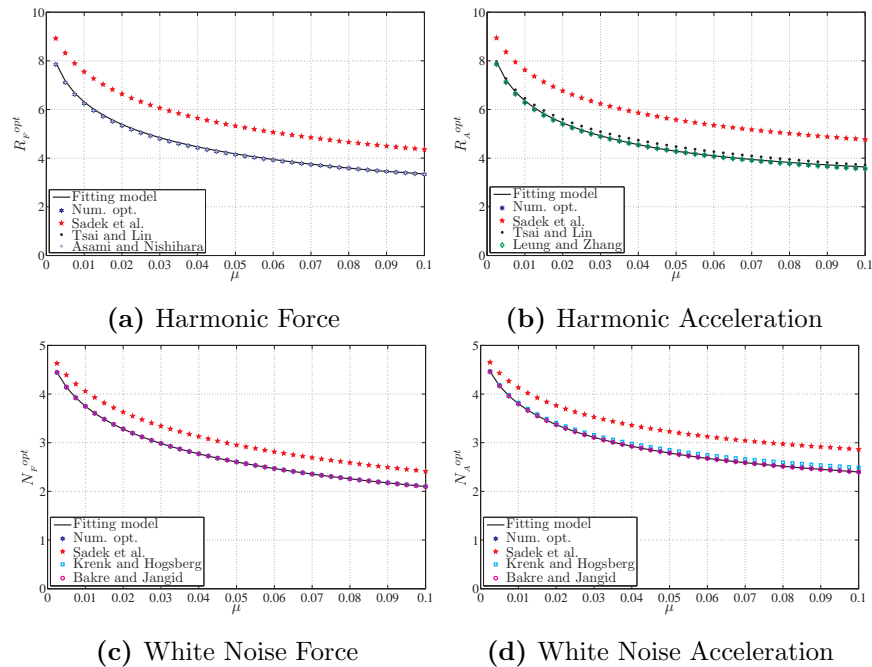 10
8
6
4
2
0
R_F^opt
Fitting model
Num. opt.
Sadek et al.
Tsai and Lin
Asami and Nishihara
0.01 0.02 0.03 0.04 0.05 0.06 0.07 0.08 0.09 0.1
μ
(a) Harmonic Force
10
8
6
4
2
0
R_A^opt
Fitting model
Num. opt.
Sadek et al.
Tsai and Lin
Leung and Zhang
0.01 0.02 0.03 0.04 0.05 0.06 0.07 0.08 0.09 0.1
μ
(b) Harmonic Acceleration
5
4
3
2
1
0
N_F^opt
Fitting model
Num. opt.
Sadek et al.
Krenk and Hogsberg
Bakre and Jangid
0.01 0.02 0.03 0.04 0.05 0.06 0.07 0.08 0.09 0.1
μ
(c) White Noise Force
5
4
3
2
1
0
N_A^opt
Fitting model
Num. opt.
Sadek et al.
Krenk and Hogsberg
Bakre and Jangid
0.01 0.02 0.03 0.04 0.05 0.06 0.07 0.08 0.09 0.1
μ
(d) White Noise Acceleration